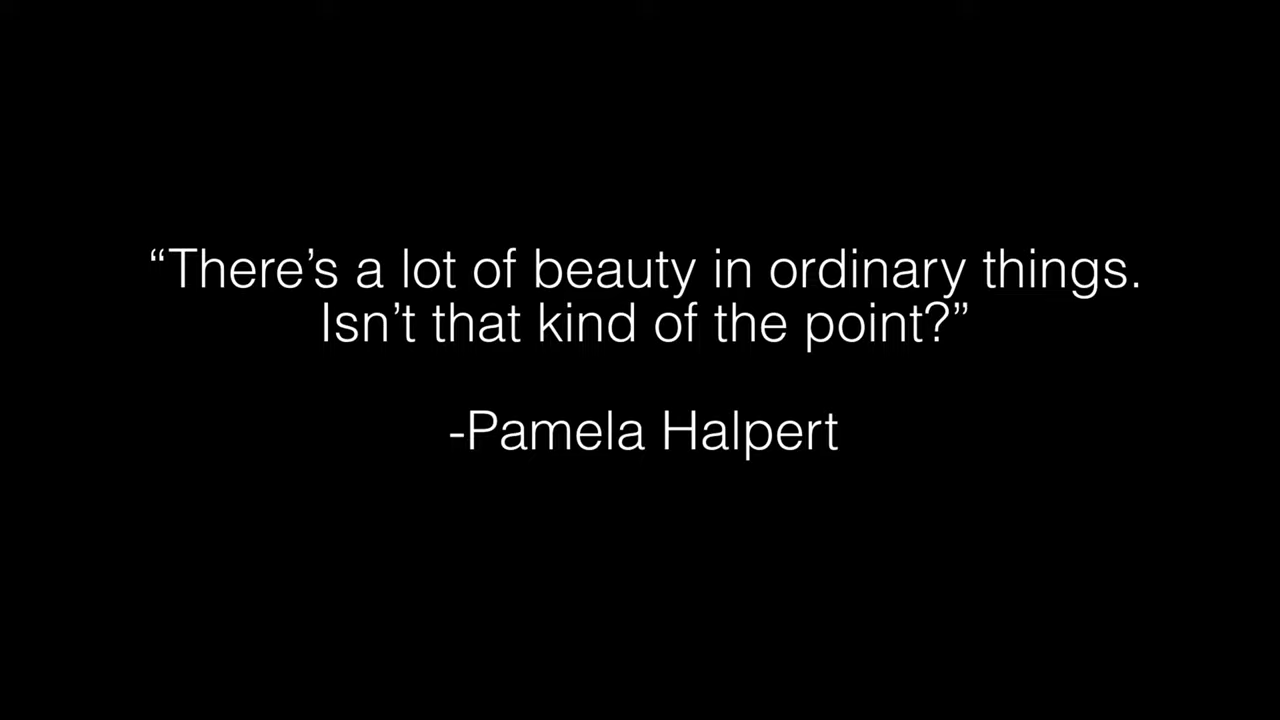 “There’s a lot of beauty in ordinary things.
Isn’t that kind of the point?”
-Pamela Halpert